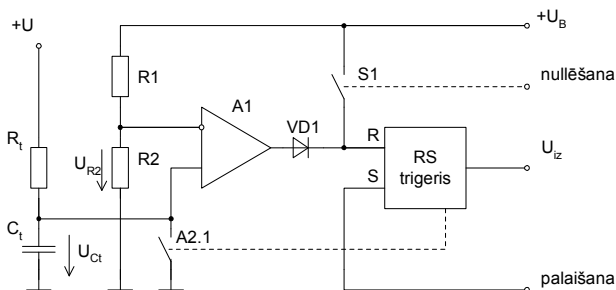 +U
+U_B
R1
S1
nullēšana
A1
VD1
R_t
U_R2
R2
R
RS
trigeris
U_iz
S
C_t
U_Ct
A2.1
palaišana